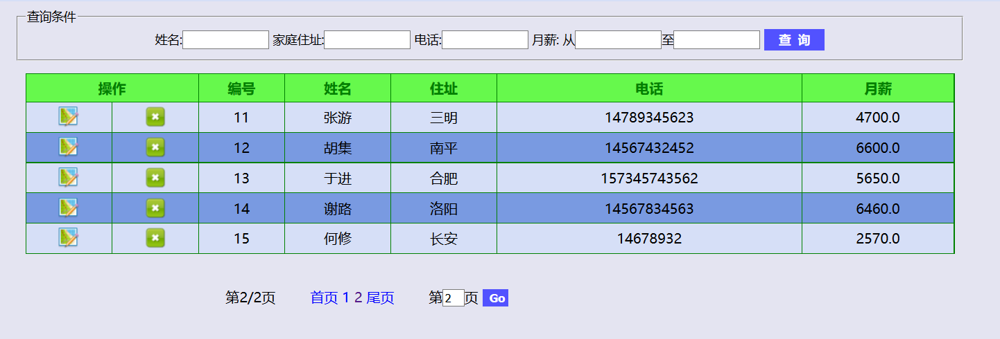 查询条件
姓名: 家庭住址: 电话: 月薪: 从 至 查 询
操作 编号 姓名 住址 电话 月薪
11 张游 三明 14789345623 4700.0
12 胡集 南平 14567432452 6600.0
13 于进 合肥 157345743562 5650.0
14 谢路 洛阳 14567834563 6460.0
15 何修 长安 14678932 2570.0
第2/2页 首页 1 2 尾页 第2页 Go